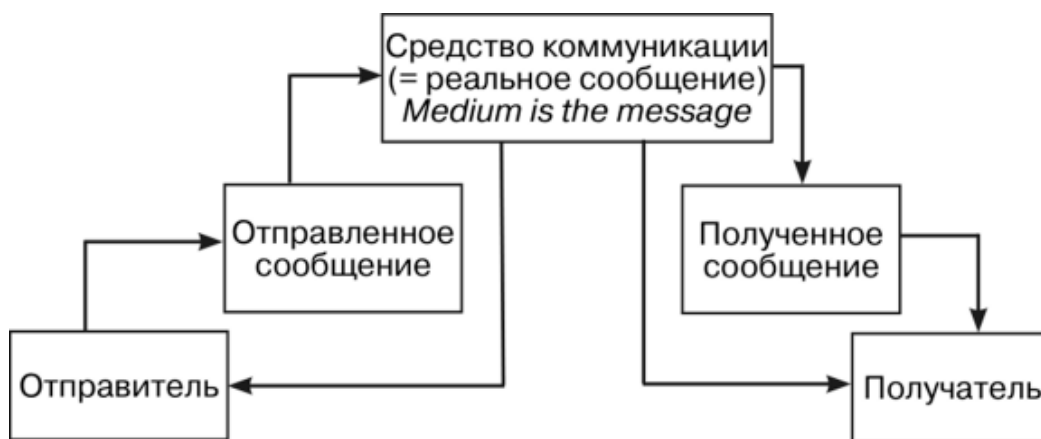 Средство коммуникации
(= реальное сообщение)
Medium is the message
Отправленное
сообщение
Полученное
сообщение
Отправитель
Получатель